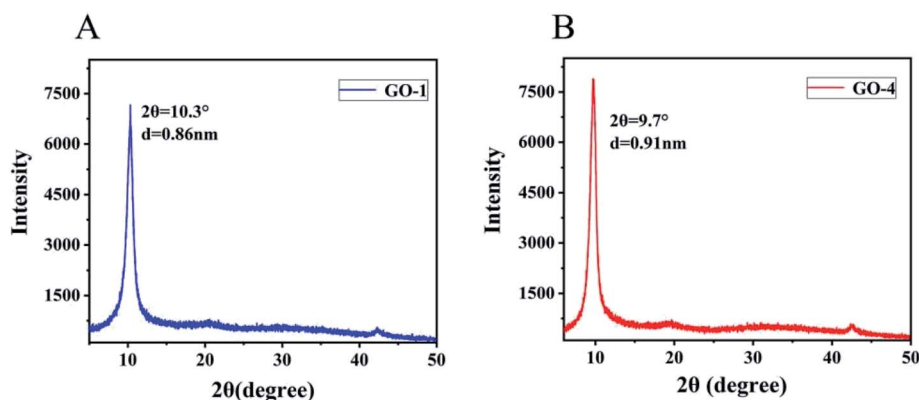 A
GO-1
2θ=10.3°
d=0.86nm
7500
6000
4500
3000
1500
Intensity
10
20
30
40
50
2θ(degree)
B
GO-4
2θ=9.7°
d=0.91nm
7500
6000
4500
3000
1500
Intensity
10
20
30
40
50
2θ (degree)